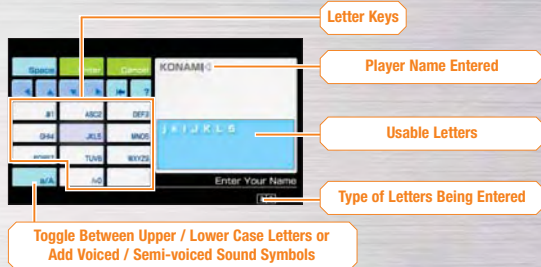 Letter Keys
Space Enter Cancel
KONAMI
Player Name Entered
?
ABC2 DEF3
j k l J K L 5
Usable Letters
GHI4 JKL5 MNO6
TUV8 WXYZ9
a/A
Enter Your Name
Type of Letters Being Entered
Toggle Between Upper / Lower Case Letters or
Add Voiced / Semi-voiced Sound Symbols